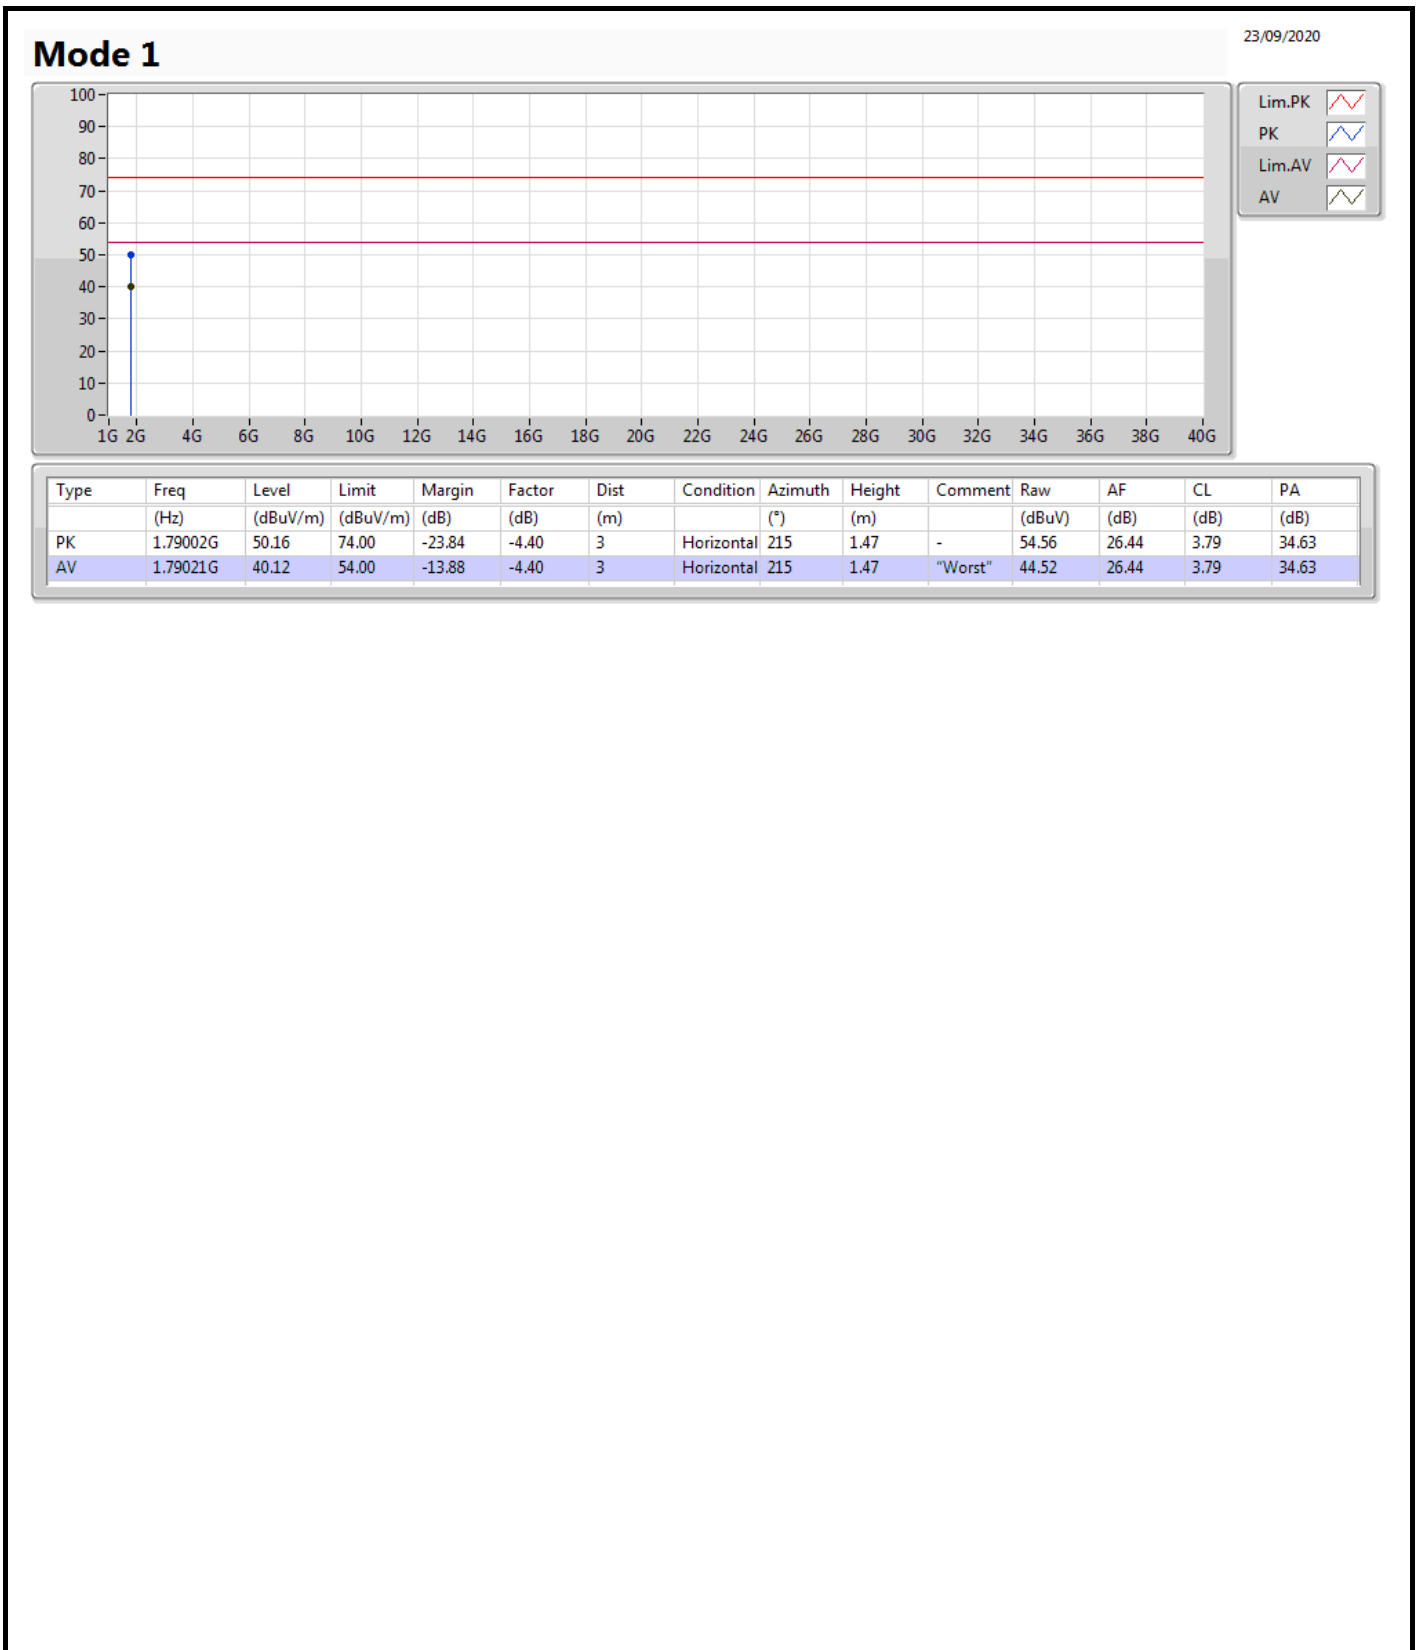 23/09/2020
Mode 1
100
90
80
70
60
50
40
30
20
10
0
1G 2G 4G 6G 8G 10G 12G 14G 16G 18G 20G 22G 24G 26G 28G 30G 32G 34G 36G 38G 40G
Lim.PK
PK
Lim.AV
AV
Type Freq Level Limit Margin Factor Dist Condition Azimuth Height Comment Raw AF CL PA
(Hz) (dBuV/m) (dBuV/m) (dB) (dB) (m) (°) (m) (dBuV) (dB) (dB) (dB)
PK 1.79002G 50.16 74.00 -23.84 -4.40 3 Horizontal 215 1.47 - 54.56 26.44 3.79 34.63
AV 1.79021G 40.12 54.00 -13.88 -4.40 3 Horizontal 215 1.47 "Worst" 44.52 26.44 3.79 34.63